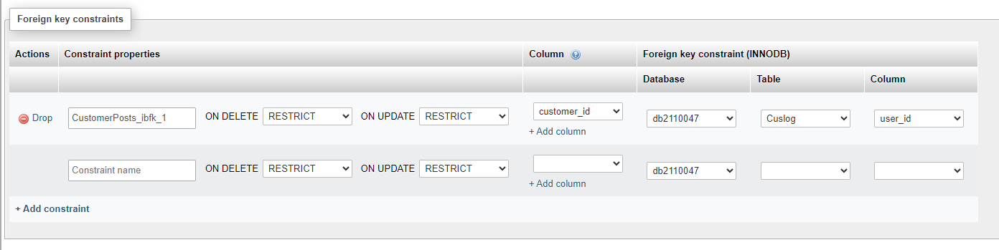 Foreign key constraints
Actions Constraint properties Column Foreign key constraint (INNODB)
Database Table Column
Drop CustomerPosts_ibfk_1 ON DELETE RESTRICT ON UPDATE RESTRICT customer_id db2110047 Cuslog user_id
+ Add column
Constraint name ON DELETE RESTRICT ON UPDATE RESTRICT db2110047
+ Add column
+ Add constraint